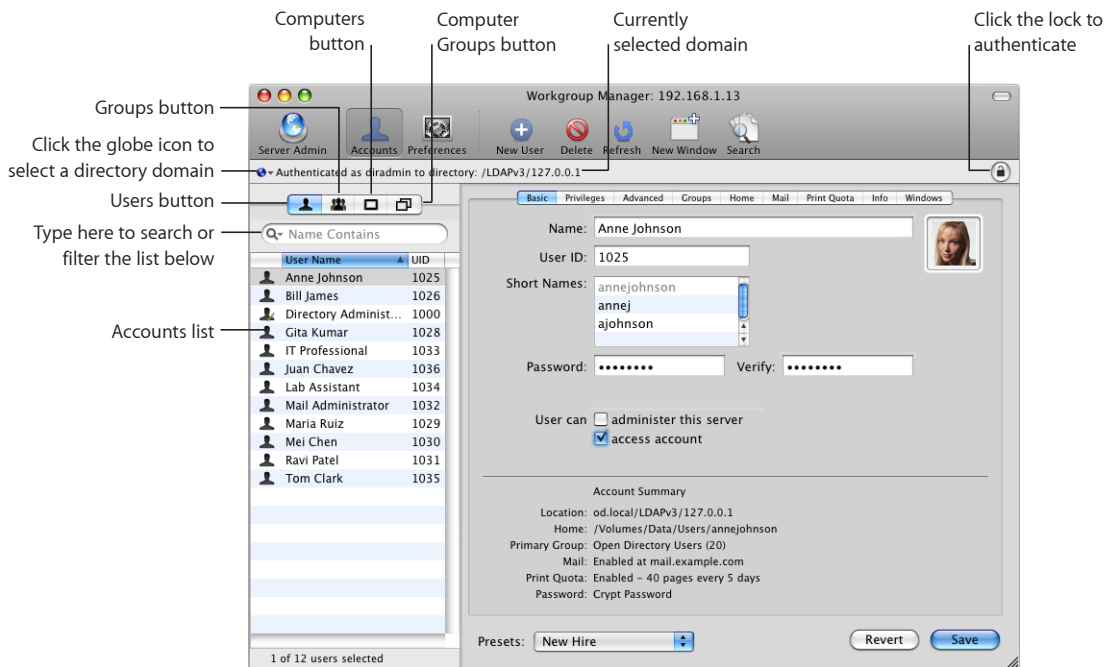 Computers
button
Computer
Groups button
Currently
selected domain
Click the lock to
authenticate
Groups button
Click the globe icon to
select a directory domain
Users button
Type here to search or
filter the list below
Accounts list
Workgroup Manager: 192.168.1.13
Server Admin Accounts Preferences New User Delete Refresh New Window Search
Authenticated as diradmin to directory: /LDAPv3/127.0.0.1
Name Contains
User Name UID
Anne Johnson 1025
Bill James 1026
Directory Administ... 1000
Gita Kumar 1028
IT Professional 1033
Juan Chavez 1036
Lab Assistant 1034
Mail Administrator 1032
Maria Ruiz 1029
Mei Chen 1030
Ravi Patel 1031
Tom Clark 1035
1 of 12 users selected
Basic Privileges Advanced Groups Home Mail Print Quota Info Windows
Name: Anne Johnson
User ID: 1025
Short Names: annejohnson
annej
ajohnson
Password: •••••••• Verify: ••••••••
User can administer this server
access account
Account Summary
Location: od.local/LDAPv3/127.0.0.1
Home: /Volumes/Data/Users/annejohnson
Primary Group: Open Directory Users (20)
Mail: Enabled at mail.example.com
Print Quota: Enabled – 40 pages every 5 days
Password: Crypt Password
Presets: New Hire Revert Save